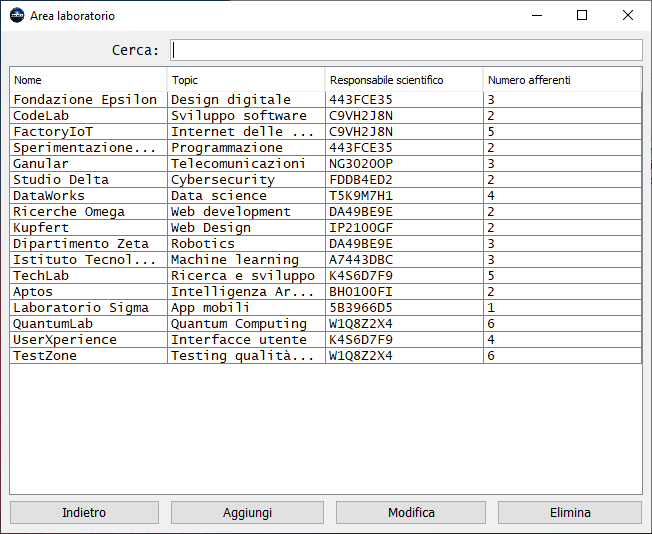 Area laboratorio
Cerca:
Nome Topic Responsabile scientifico Numero afferenti
Fondazione Epsilon Design digitale 443FCE35 3
CodeLab Sviluppo software C9VH2J8N 2
FactoryIoT Internet delle ... C9VH2J8N 5
Sperimentazione... Programmazione 443FCE35 2
Ganular Telecomunicazioni NG3020OP 3
Studio Delta Cybersecurity FDDB4ED2 2
DataWorks Data science T5K9M7H1 4
Ricerche Omega Web development DA49BE9E 2
Kupfert Web Design IP2100GF 2
Dipartimento Zeta Robotics DA49BE9E 3
Istituto Tecnol... Machine learning A7443DBC 3
TechLab Ricerca e sviluppo K4S6D7F9 5
Aptos Intelligenza Ar... BH0100FI 2
Laboratorio Sigma App mobili 5B3966D5 1
QuantumLab Quantum Computing W1Q8Z2X4 6
UserXperience Interfacce utente K4S6D7F9 4
TestZone Testing qualità... W1Q8Z2X4 6
Indietro Aggiungi Modifica Elimina